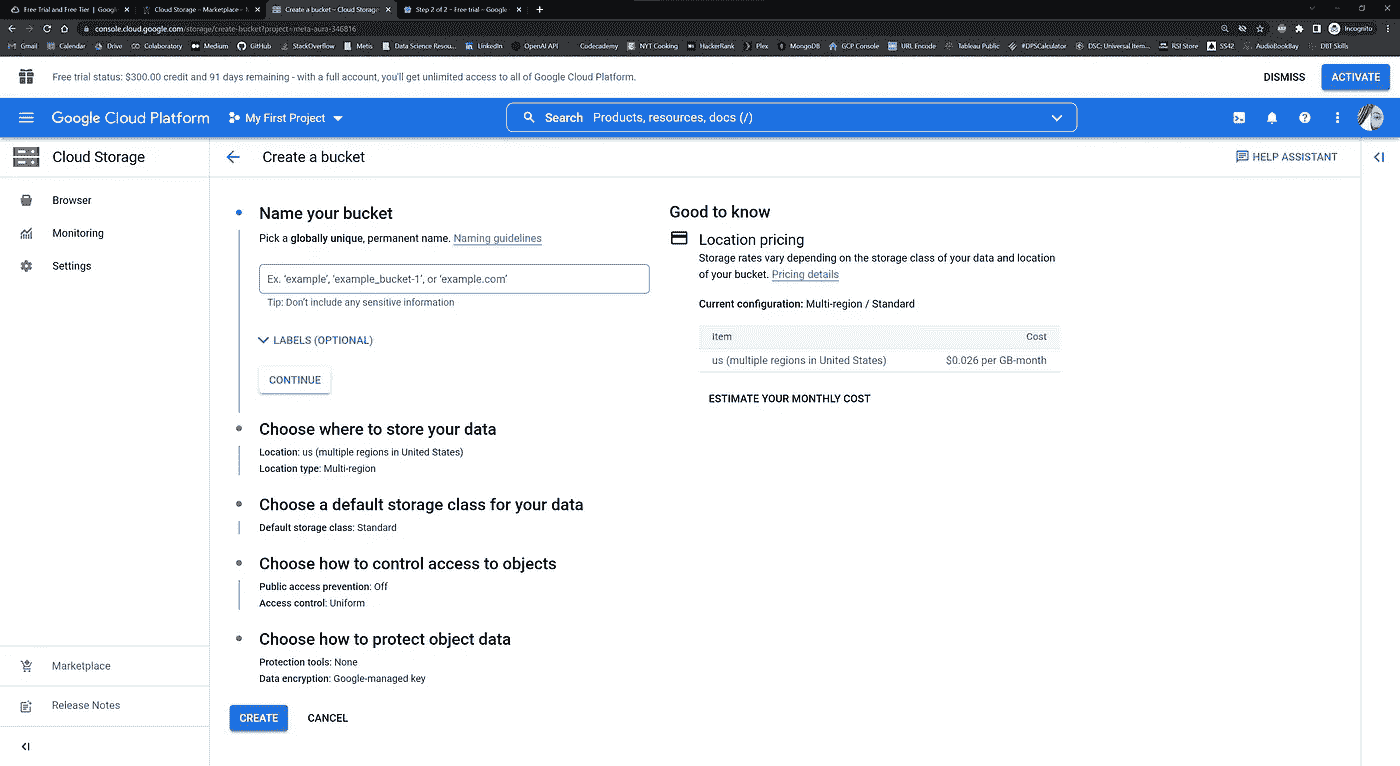 Free Trial and Free Tier | Google
Cloud Storage – Marketplace –
Create a bucket – Cloud Storage
Step 2 of 2 – Free trial – Google
console.cloud.google.com/storage/create-bucket?project=meta-aura-346816
Incognito
Gmail Calendar Drive Colaboratory Medium GitHub StackOverflow Metis Data Science Resou... LinkedIn OpenAI API Codecademy NYT Cooking HackerRank Plex MongoDB GCP Console URL Encode Tableau Public #DPSCalculator DSC: Universal Item... RSI Store SS42 AudioBookBay DBT Skills
Free trial status: $300.00 credit and 91 days remaining - with a full account, you'll get unlimited access to all of Google Cloud Platform.
DISMISS
ACTIVATE
Google Cloud Platform
My First Project
Search Products, resources, docs (/)
Cloud Storage
Create a bucket
HELP ASSISTANT
Browser
Monitoring
Settings
Marketplace
Release Notes
Name your bucket
Pick a globally unique, permanent name. Naming guidelines
Ex. 'example', 'example_bucket-1', or 'example.com'
Tip: Don't include any sensitive information
LABELS (OPTIONAL)
CONTINUE
Choose where to store your data
Location: us (multiple regions in United States)
Location type: Multi-region
Choose a default storage class for your data
Default storage class: Standard
Choose how to control access to objects
Public access prevention: Off
Access control: Uniform
Choose how to protect object data
Protection tools: None
Data encryption: Google-managed key
CREATE
CANCEL
Good to know
Location pricing
Storage rates vary depending on the storage class of your data and location
of your bucket. Pricing details
Current configuration: Multi-region / Standard
Item Cost
us (multiple regions in United States) $0.026 per GB-month
ESTIMATE YOUR MONTHLY COST